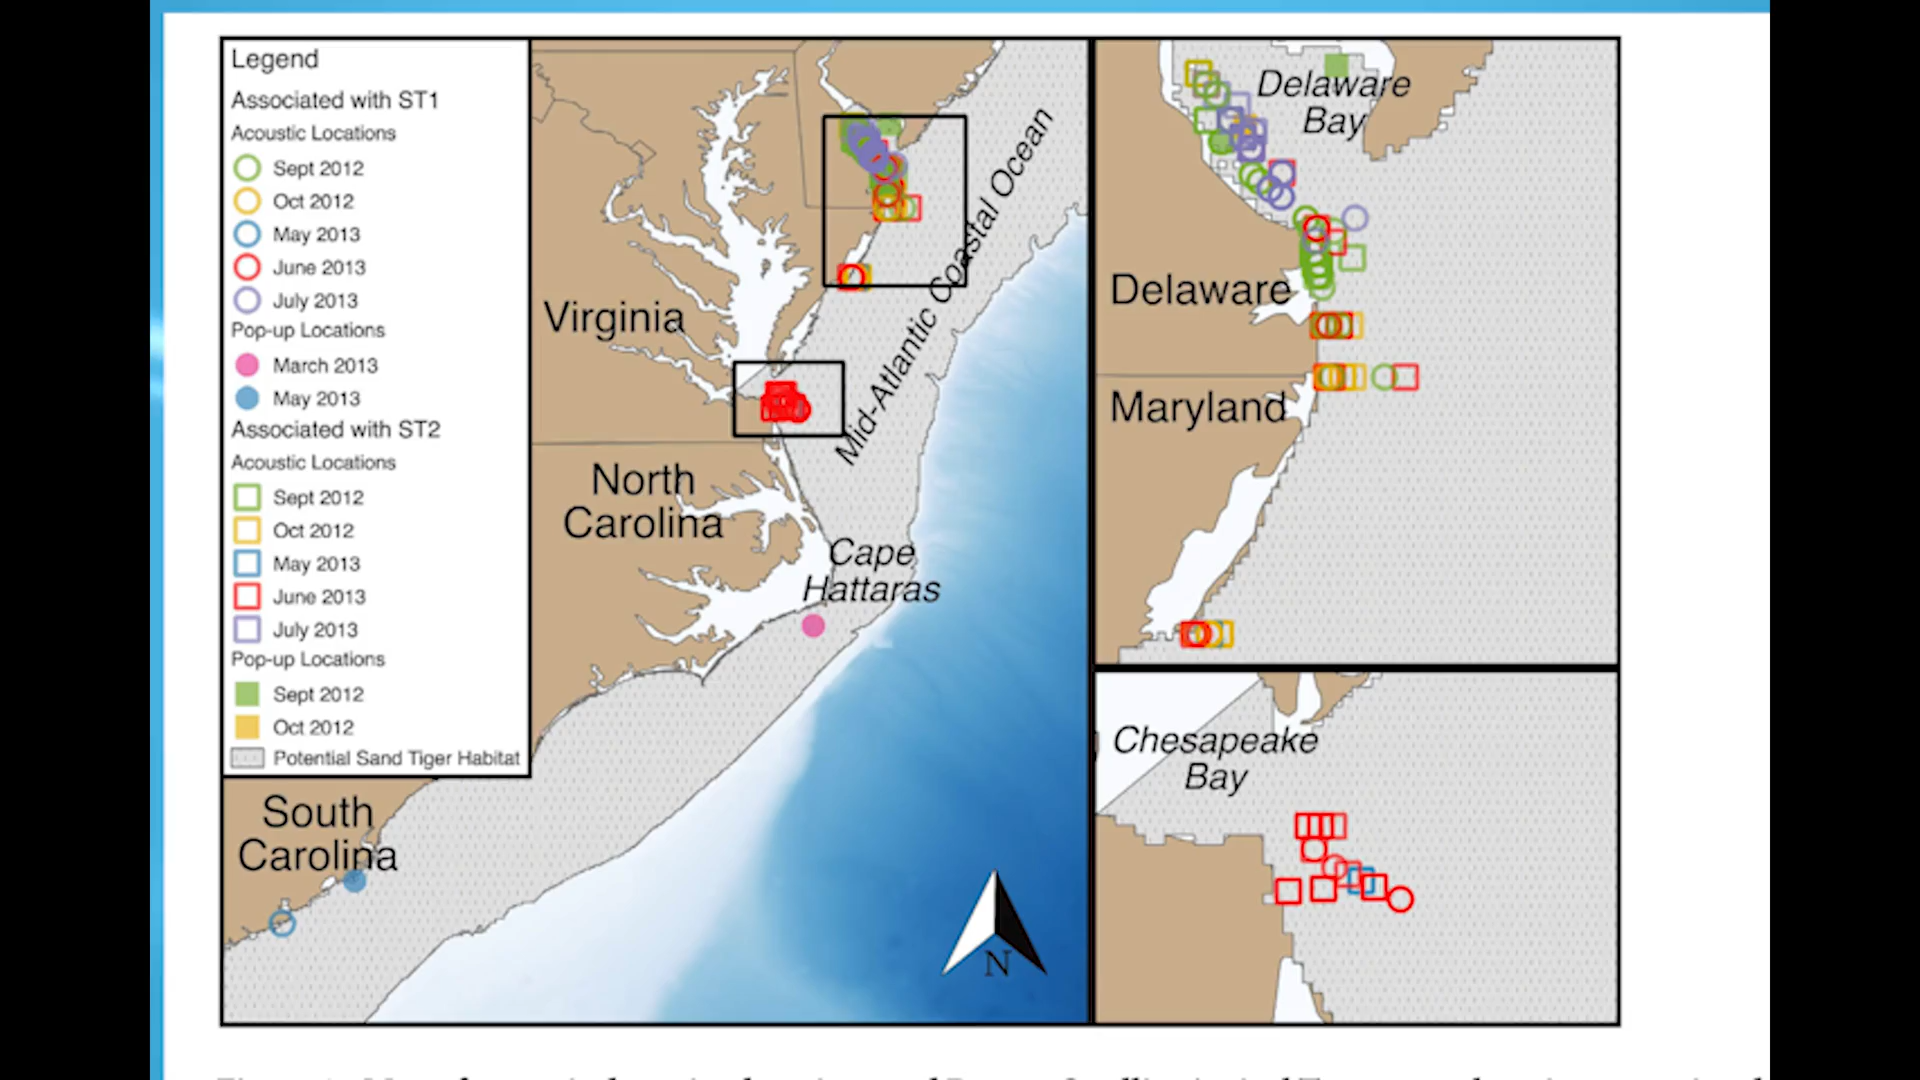 Legend
Associated with ST1
Acoustic Locations
Sept 2012
Oct 2012
May 2013
June 2013
July 2013
Pop-up Locations
March 2013
May 2013
Associated with ST2
Acoustic Locations
Sept 2012
Oct 2012
May 2013
June 2013
July 2013
Pop-up Locations
Sept 2012
Oct 2012
Potential Sand Tiger Habitat
Virginia
North
Carolina
South
Carolina
Cape
Hattaras
Mid-Atlantic Coastal Ocean
N
Delaware
Bay
Delaware
Maryland
Chesapeake
Bay